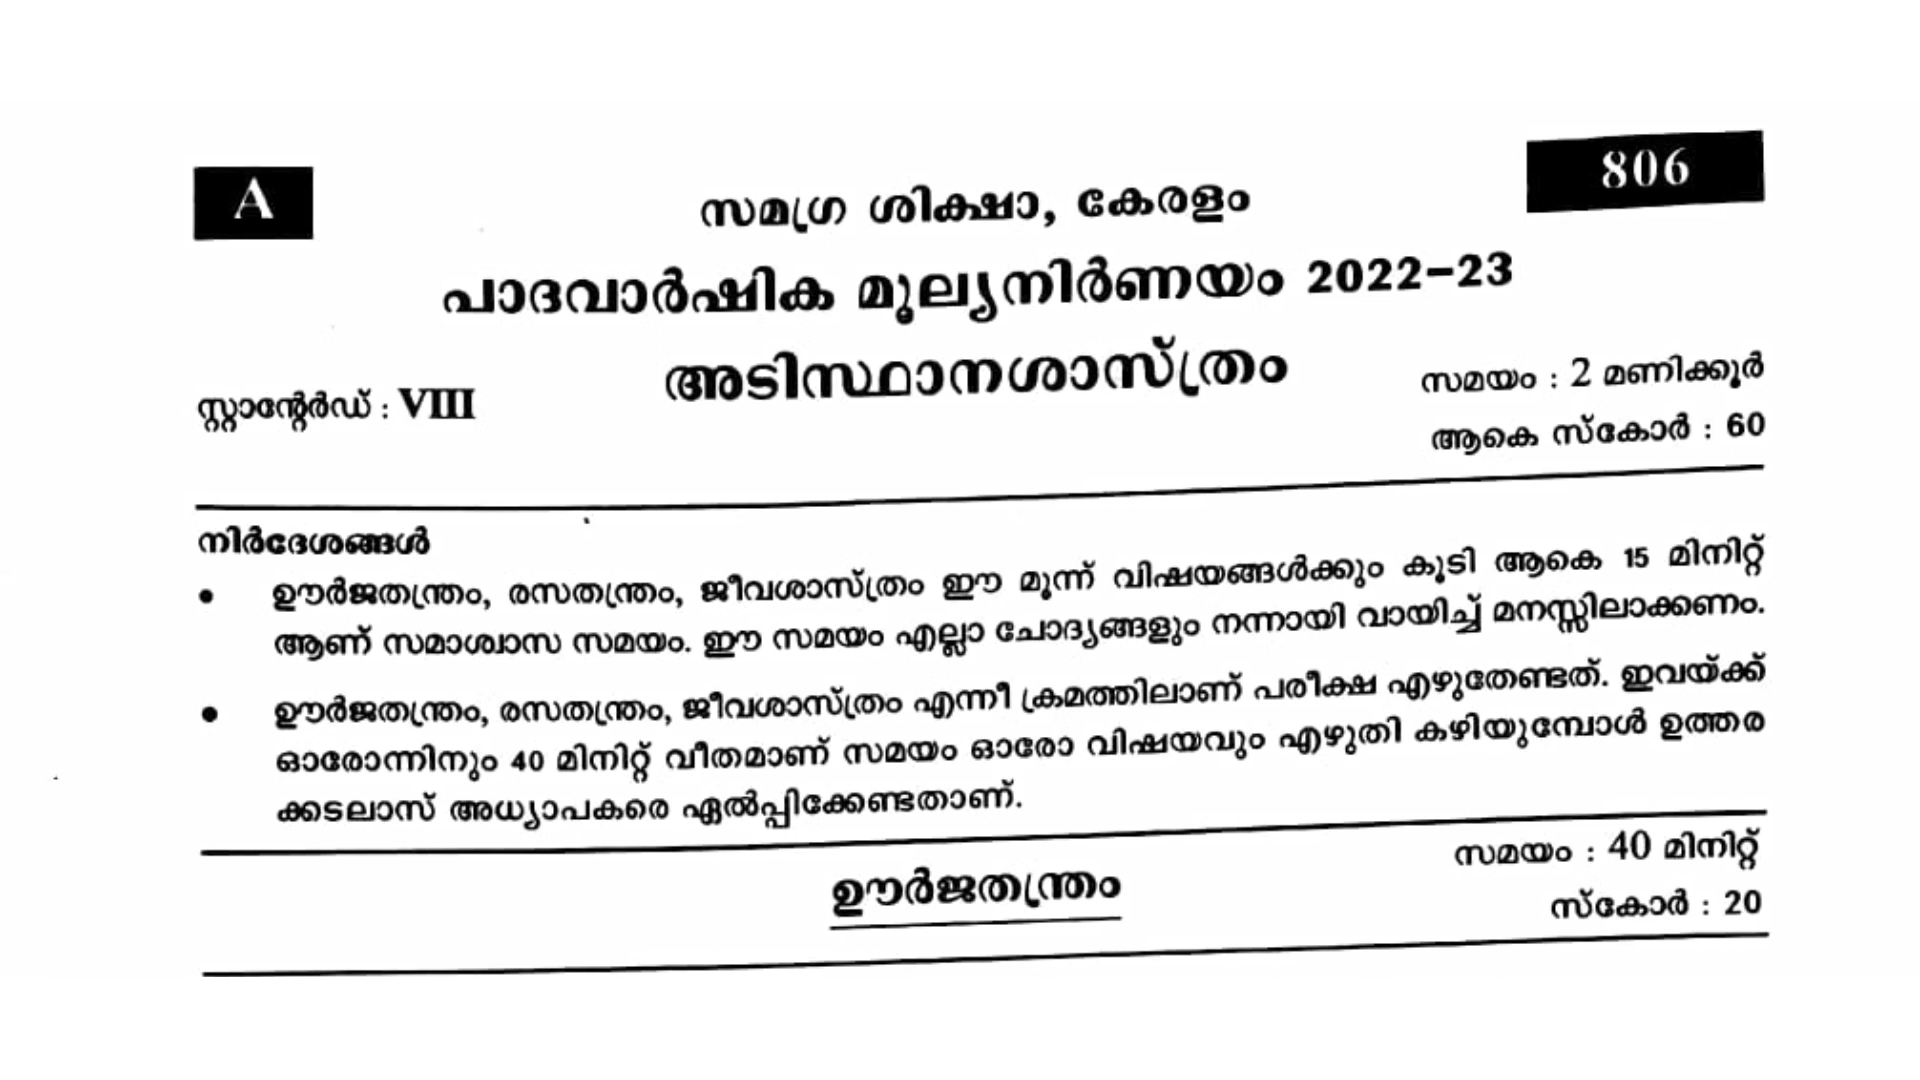 A
806
സമഗ്ര ശിക്ഷാ, കേരളം
പാദവാർഷിക മൂല്യനിർണയം 2022-23
അടിസ്ഥാനശാസ്ത്രം
സ്റ്റാന്റേർഡ് : VIII
സമയം : 2 മണിക്കൂർ
ആകെ സ്കോർ : 60
നിർദേശങ്ങൾ
• ഊർജതന്ത്രം, രസതന്ത്രം, ജീവശാസ്ത്രം ഈ മൂന്ന് വിഷയങ്ങൾക്കും കൂടി ആകെ 15 മിനിറ്റ്
ആണ് സമാശ്വാസ സമയം. ഈ സമയം എല്ലാ ചോദ്യങ്ങളും നന്നായി വായിച്ച് മനസ്സിലാക്കണം.
• ഊർജതന്ത്രം, രസതന്ത്രം, ജീവശാസ്ത്രം എന്നീ ക്രമത്തിലാണ് പരീക്ഷ എഴുതേണ്ടത്. ഇവയ്ക്ക്
ഓരോന്നിനും 40 മിനിറ്റ് വീതമാണ് സമയം ഓരോ വിഷയവും എഴുതി കഴിയുമ്പോൾ ഉത്തര
ക്കടലാസ് അധ്യാപകരെ ഏൽപ്പിക്കേണ്ടതാണ്.
ഊർജതന്ത്രം
സമയം : 40 മിനിറ്റ്
സ്കോർ : 20